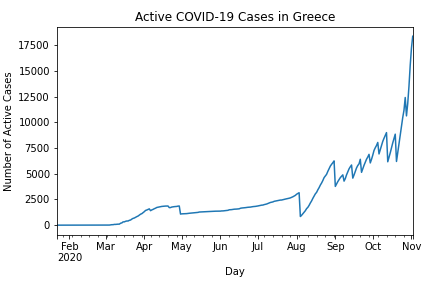 Active COVID-19 Cases in Greece
Number of Active Cases
17500
15000
12500
10000
7500
5000
2500
0
Feb Mar Apr May Jun Jul Aug Sep Oct Nov
2020
Day